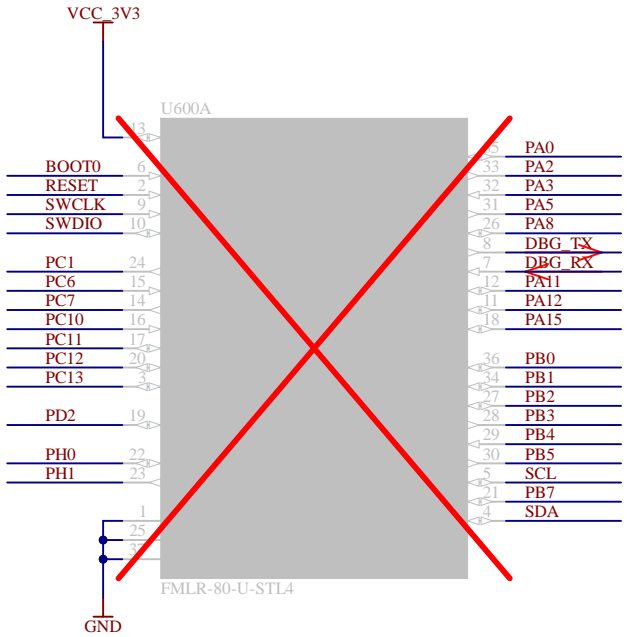 VCC_3V3
U600A
13
BOOT0 6
RESET 2
SWCLK 9
SWDIO 10
PC1 24
PC6 15
PC7 14
PC10 16
PC11 17
PC12 20
PC13 3
PD2 19
PH0 22
PH1 23
1
25
PA0
33 PA2
32 PA3
31 PA5
26 PA8
8 DBG_TX
7 DBG_RX
12 PA11
11 PA12
18 PA15
36 PB0
34 PB1
27 PB2
28 PB3
29 PB4
30 PB5
5 SCL
21 PB7
4 SDA
FMLR-80-U-STL4
GND